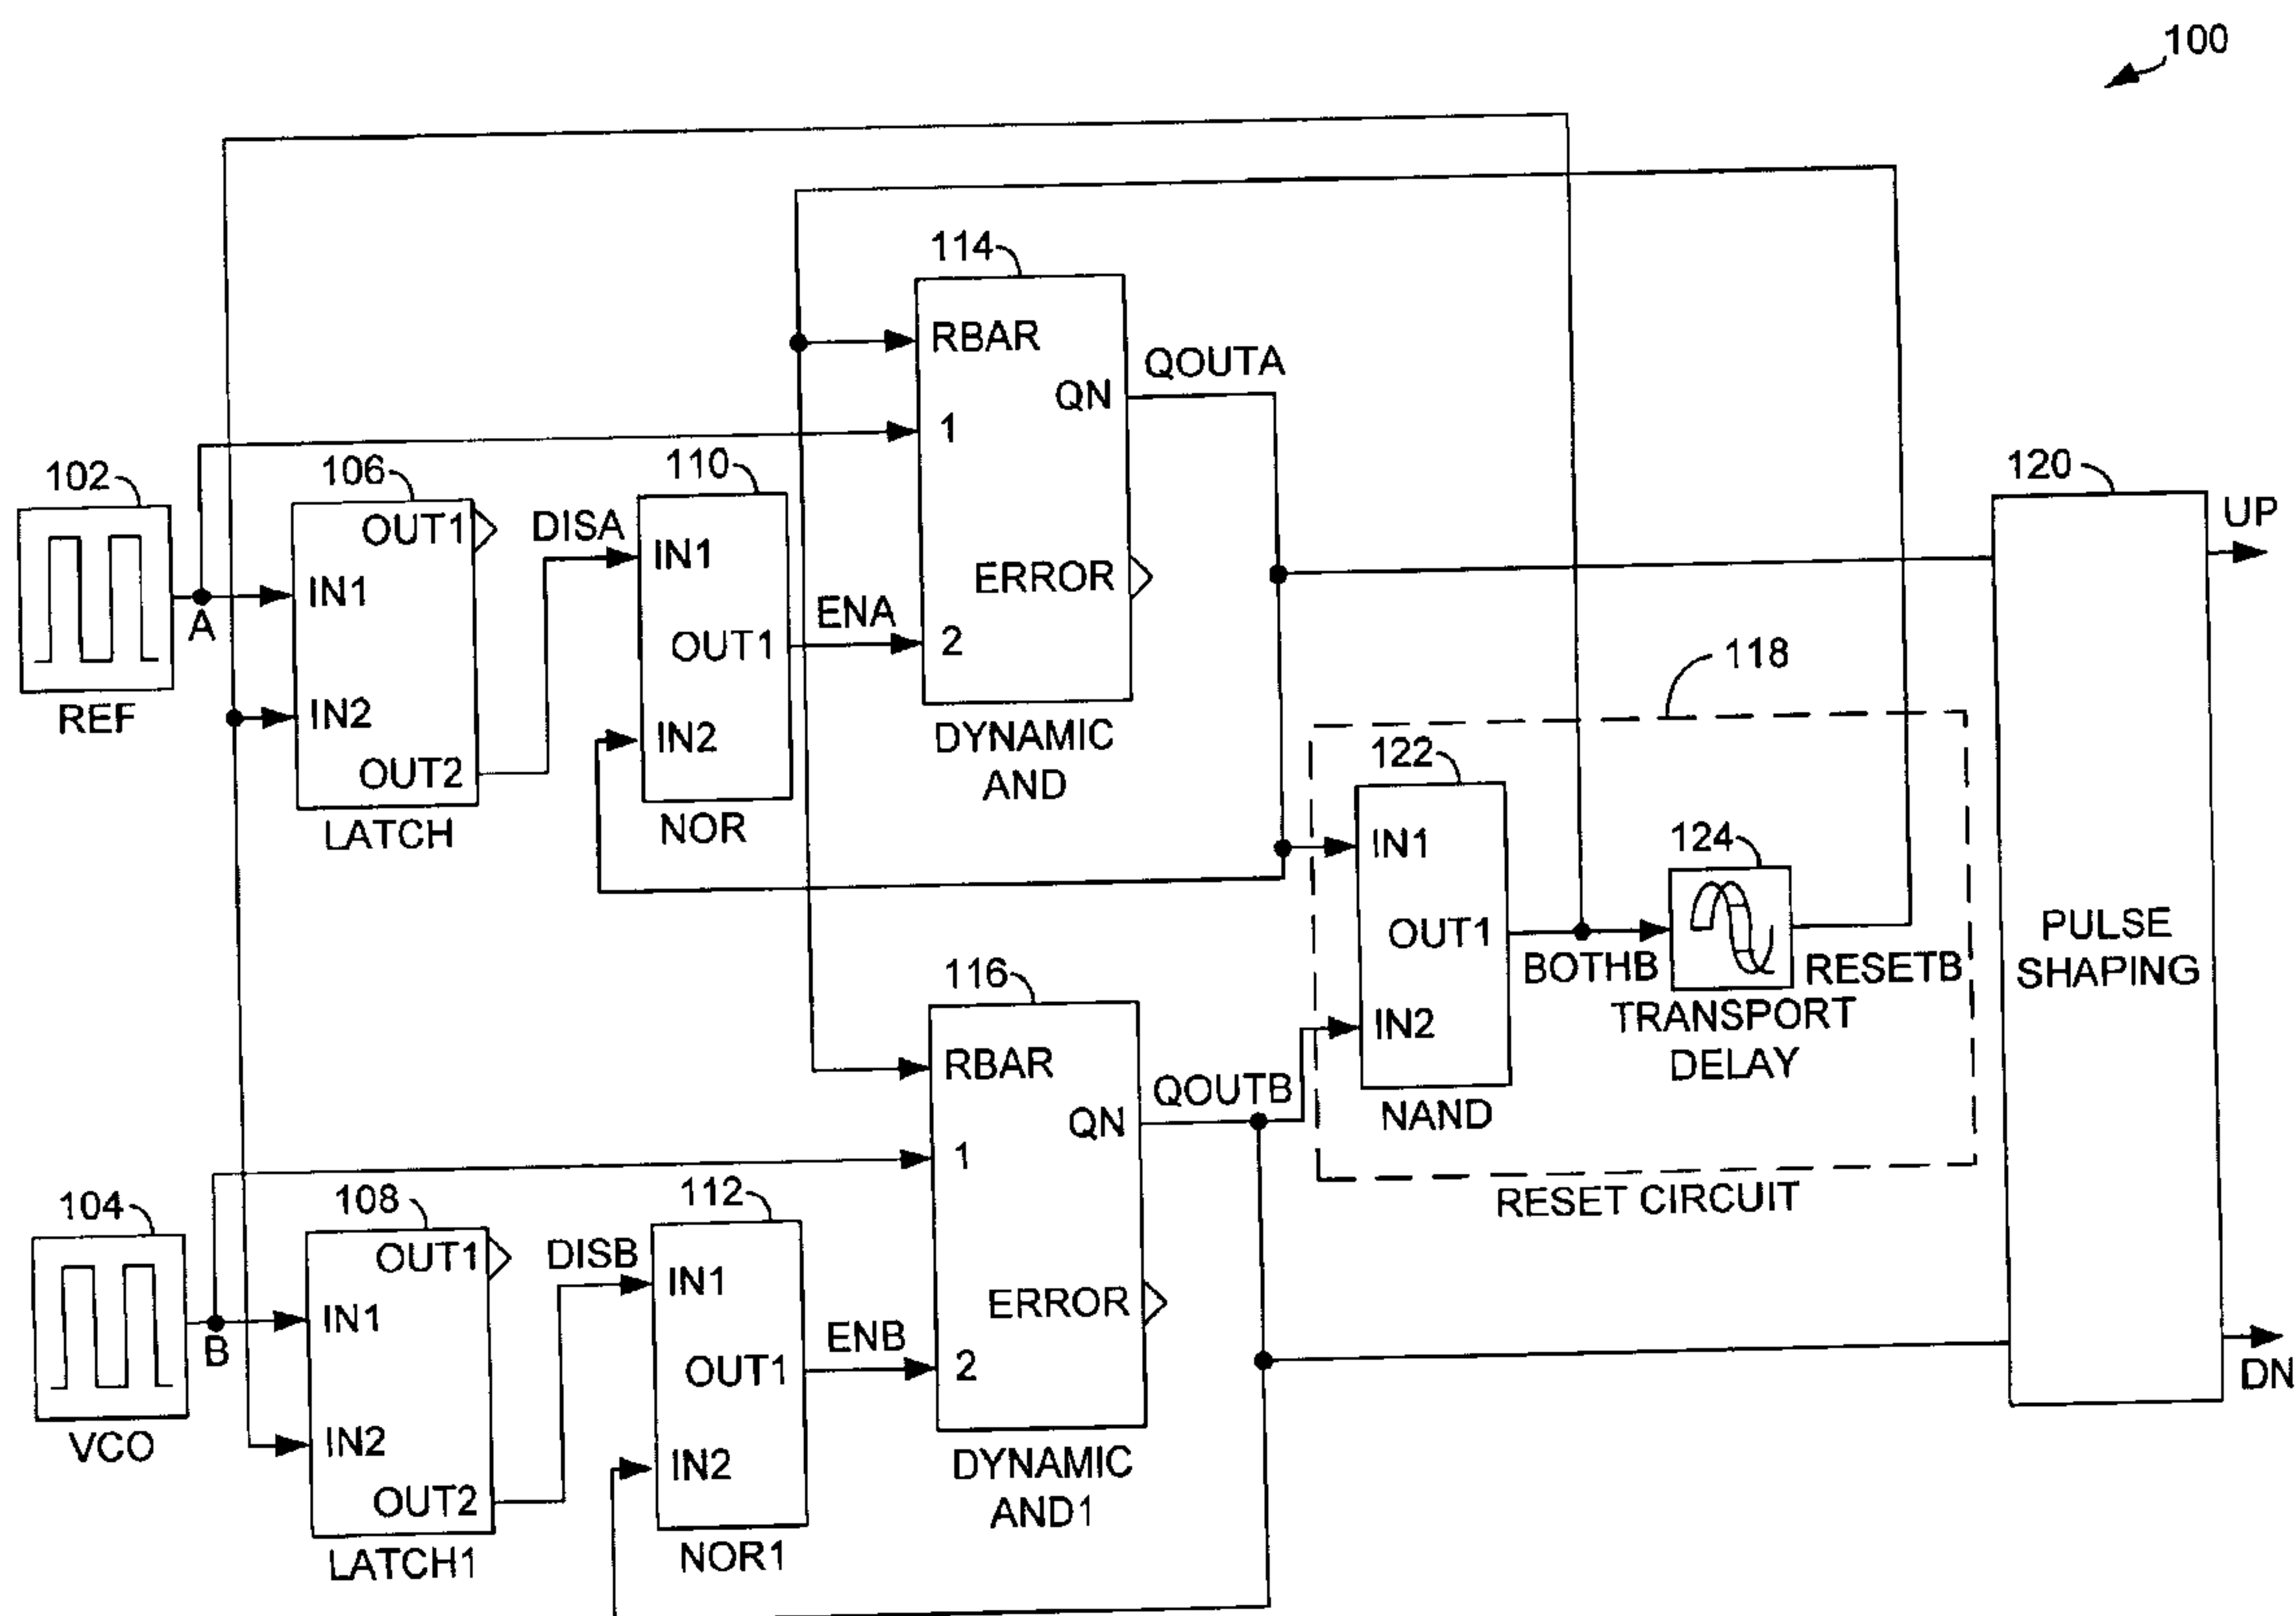 100
114
RBAR
QOUTA
QN
1
102
106
110
120
OUT1
DISA
UP
IN1
IN1
ERROR
A
ENA
OUT1
2
118
REF
IN2
IN2
DYNAMIC
AND
122
OUT2
LATCH
NOR
IN1
124
OUT1
PULSE
SHAPING
BOTHB
RESETB
116
IN2
TRANSPORT
DELAY
RBAR
QOUTB
NAND
QN
1
104
108
112
RESET CIRCUIT
OUT1
DISB
IN1
IN1
ERROR
B
ENB
OUT1
2
DN
VCO
IN2
IN2
DYNAMIC
AND1
OUT2
LATCH1
NOR1